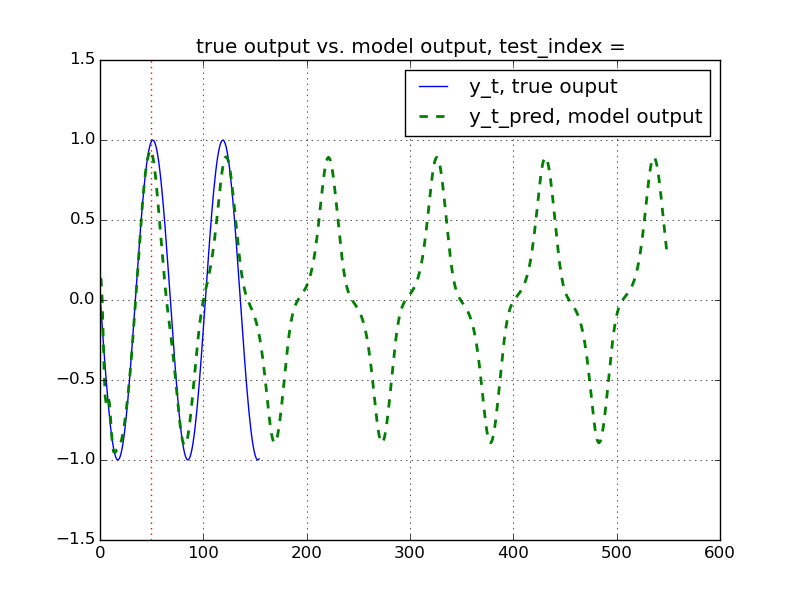 true output vs. model output, test_index =
y_t, true ouput
y_t_pred, model output
1.5
1.0
0.5
0.0
−0.5
−1.0
−1.5
0 100 200 300 400 500 600